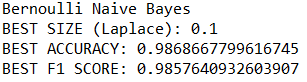 Bernoulli Naive Bayes
BEST SIZE (Laplace): 0.1
BEST ACCURACY: 0.9868667799616745
BEST F1 SCORE: 0.9857640932603907